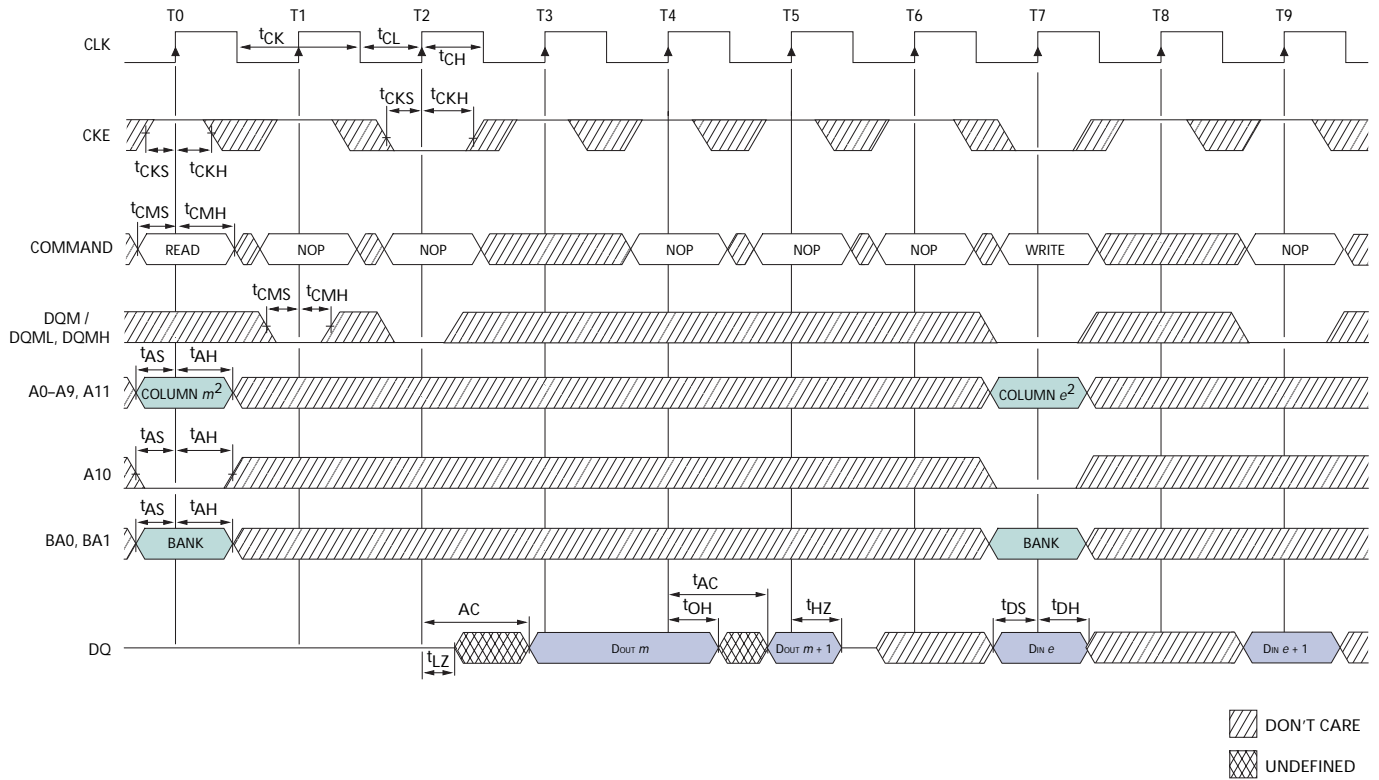 T0 T1 T2 T3 T4 T5 T6 T7 T8 T9
CLK
tCK tCL
tCH
tCKS tCKH
CKE
tCKS tCKH
tCMS tCMH
COMMAND READ NOP NOP NOP NOP NOP WRITE NOP
tCMS tCMH
DQM /
DQML, DQMH
tAS tAH
A0–A9, A11 COLUMN m2 COLUMN e2
tAS tAH
A10
tAS tAH
BA0, BA1 BANK BANK
tAC
AC tOH tHZ tDS tDH
DQ DOUT m DOUT m + 1 DIN e DIN e + 1
tLZ
DON'T CARE
UNDEFINED